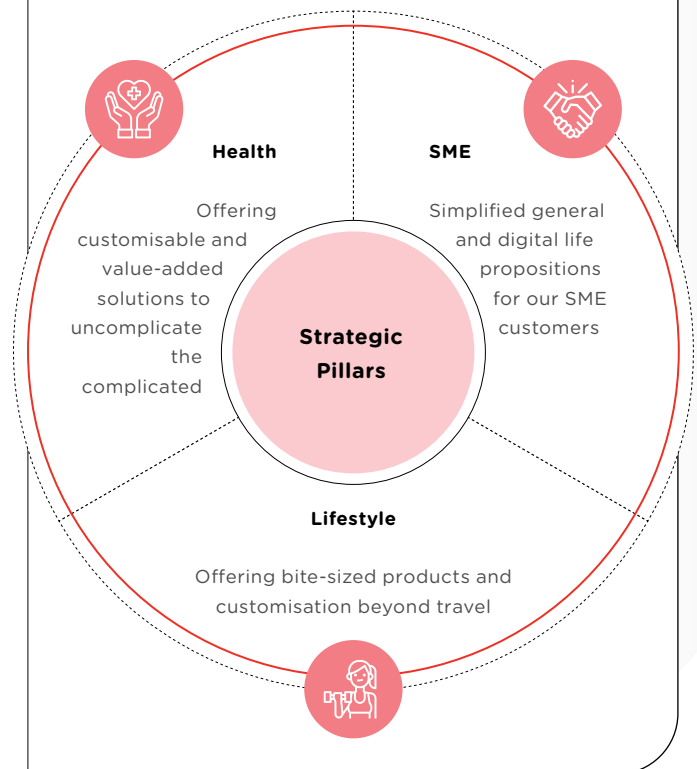 Health
Offering
customisable and
value-added
solutions to
uncomplicate
the
complicated
SME
Simplified general
and digital life
propositions
for our SME
customers
Strategic
Pillars
Lifestyle
Offering bite-sized products and
customisation beyond travel